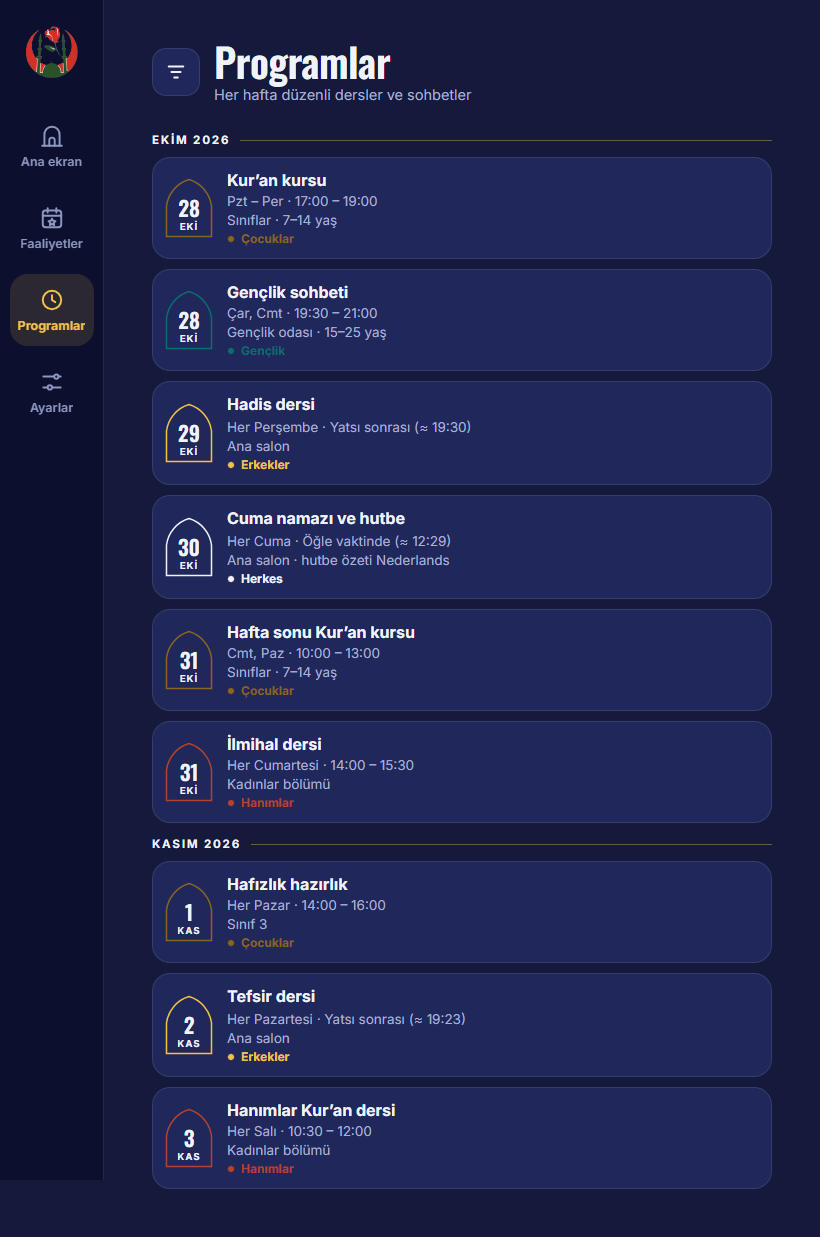 Ana ekran
Faaliyetler
Programlar
Ayarlar
Programlar
Her hafta düzenli dersler ve sohbetler
EKİM 2026
28
EKİ
Kur’an kursu
Pzt – Per · 17:00 – 19:00
Sınıflar · 7–14 yaş
Çocuklar
28
EKİ
Gençlik sohbeti
Çar, Cmt · 19:30 – 21:00
Gençlik odası · 15–25 yaş
Gençlik
29
EKİ
Hadis dersi
Her Perşembe · Yatsı sonrası (≈ 19:30)
Ana salon
Erkekler
30
EKİ
Cuma namazı ve hutbe
Her Cuma · Öğle vaktinde (≈ 12:29)
Ana salon · hutbe özeti Nederlands
Herkes
31
EKİ
Hafta sonu Kur’an kursu
Cmt, Paz · 10:00 – 13:00
Sınıflar · 7–14 yaş
Çocuklar
31
EKİ
İlmihal dersi
Her Cumartesi · 14:00 – 15:30
Kadınlar bölümü
Hanımlar
KASIM 2026
1
KAS
Hafızlık hazırlık
Her Pazar · 14:00 – 16:00
Sınıf 3
Çocuklar
2
KAS
Tefsir dersi
Her Pazartesi · Yatsı sonrası (≈ 19:23)
Ana salon
Erkekler
3
KAS
Hanımlar Kur’an dersi
Her Salı · 10:30 – 12:00
Kadınlar bölümü
Hanımlar